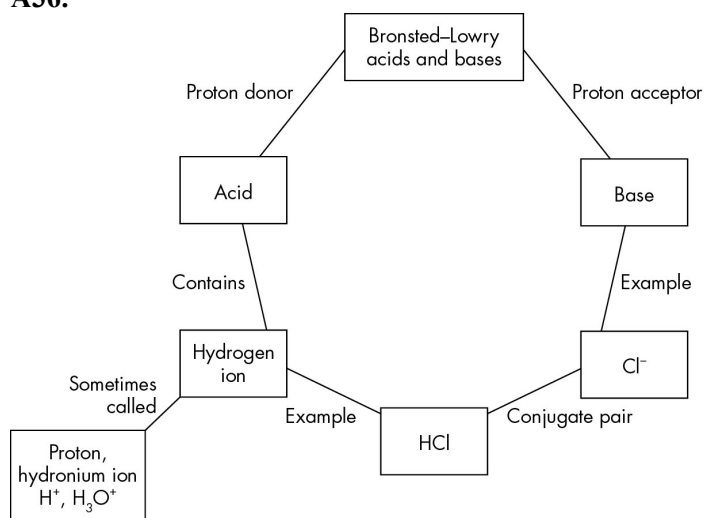 A36.
Bronsted–Lowry
acids and bases
Proton donor
Proton acceptor
Acid
Base
Contains
Example
Hydrogen
ion
Cl⁻
Sometimes
called
Example
Conjugate pair
HCl
Proton,
hydronium ion
H⁺, H₃O⁺